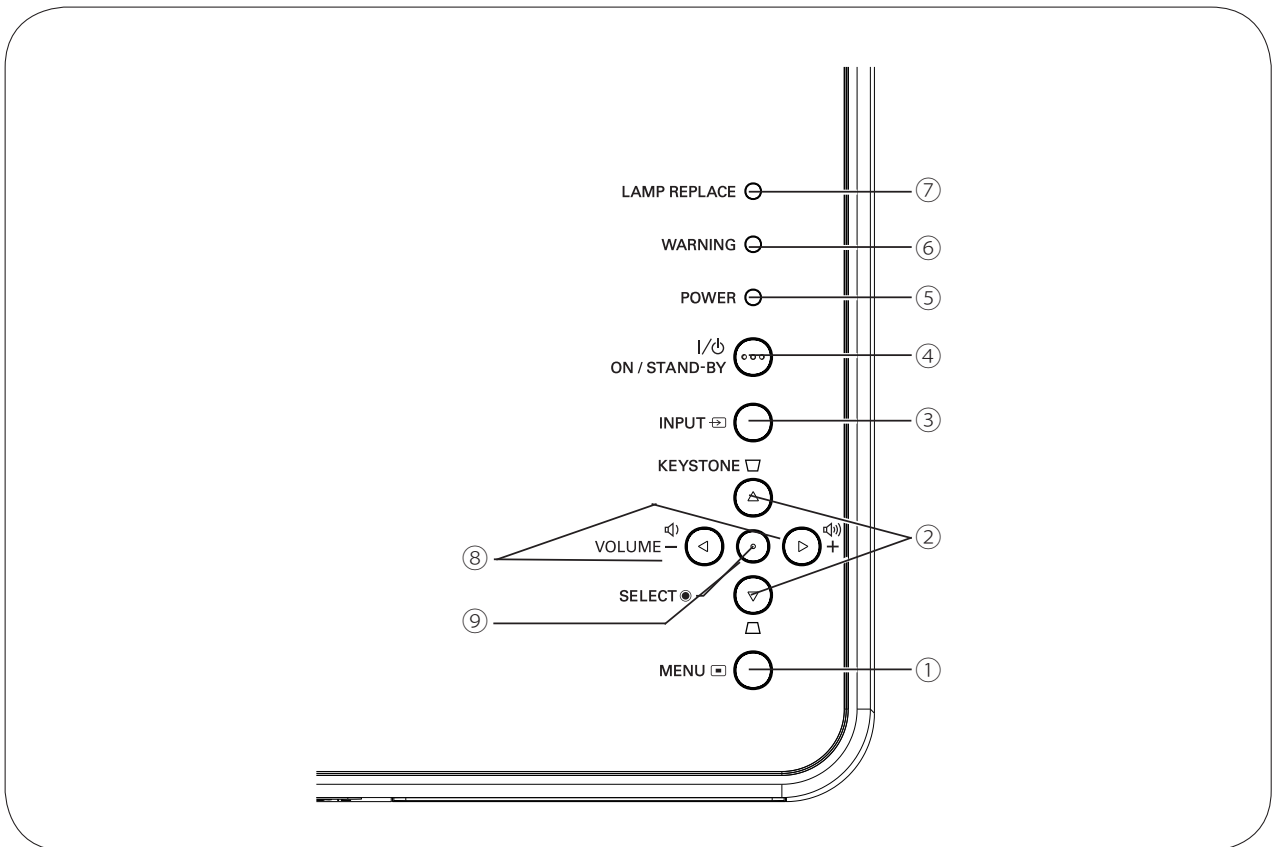 LAMP REPLACE ⑦
WARNING ⑥
POWER ⑤
I/⏻
ON / STAND-BY ④
INPUT ③
KEYSTONE
②
VOLUME – +
⑧
SELECT
⑨
MENU ①